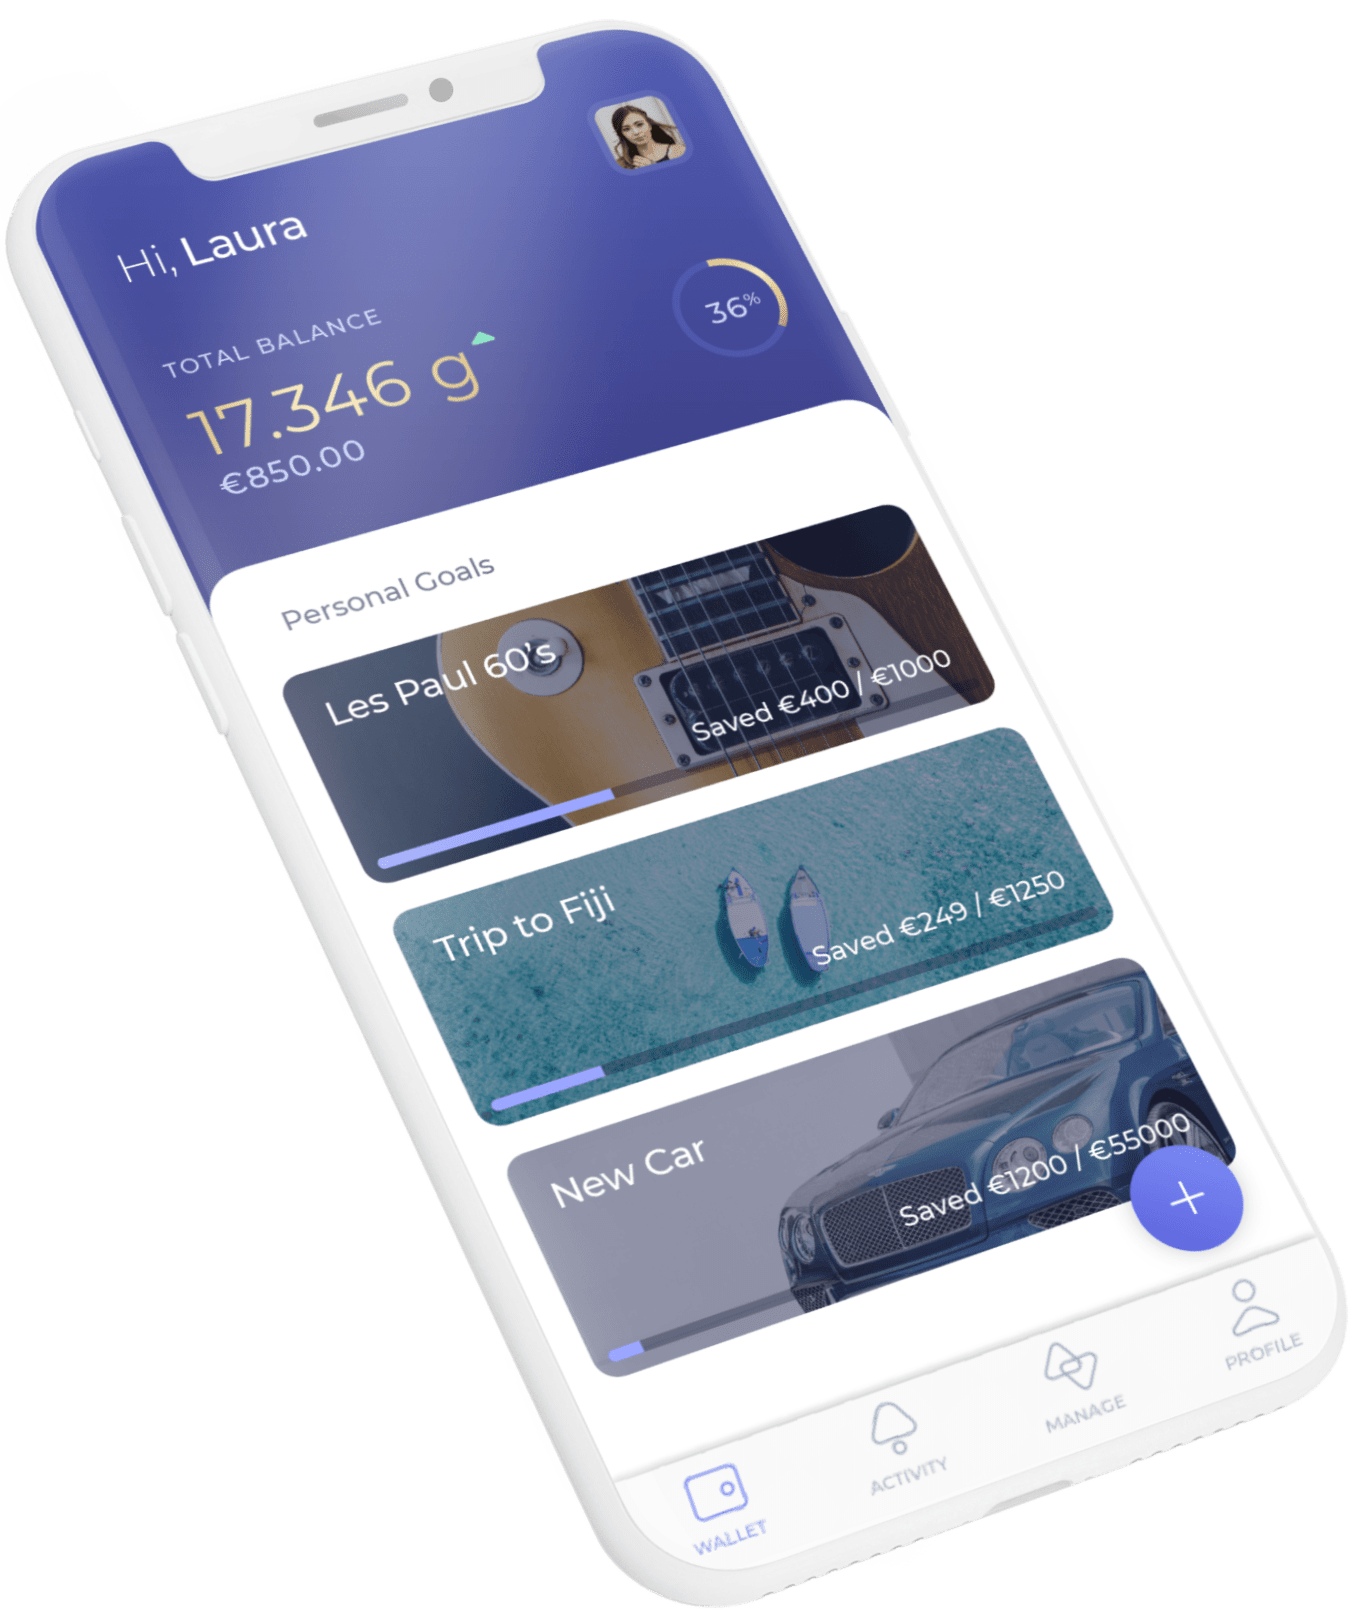 Hi, Laura
TOTAL BALANCE
17.346 g
€850.00
36%
Personal Goals
Les Paul 60's
Saved €400 / €1000
Trip to Fiji
Saved €249 / €1250
New Car
Saved €1200 / €55000
+
WALLET
ACTIVITY
MANAGE
PROFILE